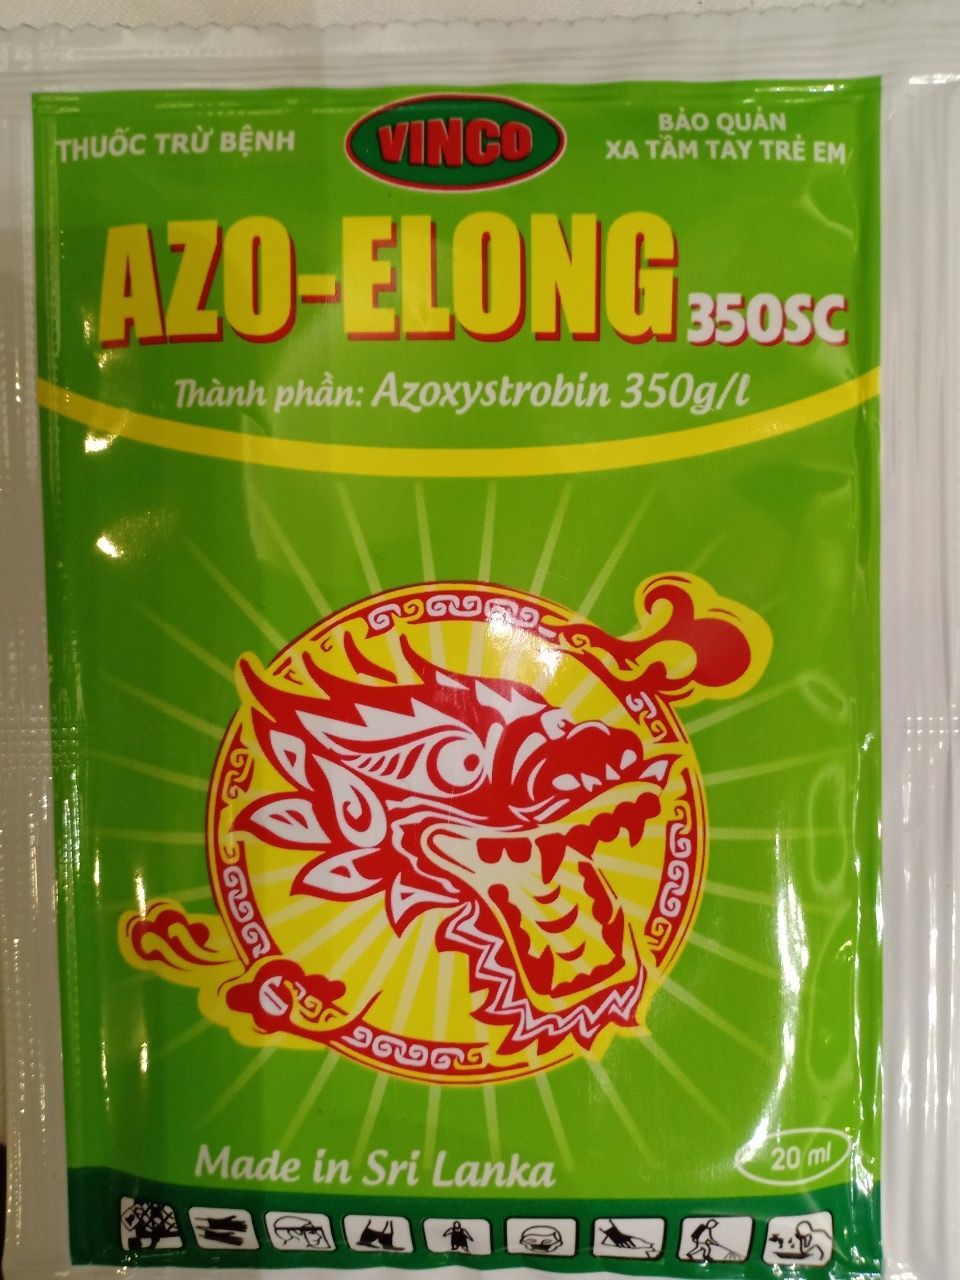 THUỐC TRỪ BỆNH
VINCO
BẢO QUẢN
XA TẦM TAY TRẺ EM
AZO-ELONG 350SC
Thành phần: Azoxystrobin 350g/l
Made in Sri Lanka
20 ml